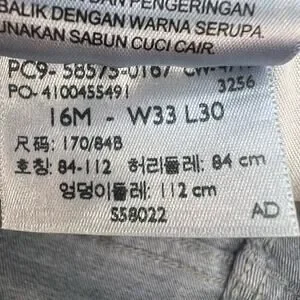 PENGERINGAN
BALIK DENGAN WARNA SERUPA.
UNAKAN SABUN CUCI CAIR.
PC9- 58575-0167
PO- 4100455491 3256
16M - W33 L30
尺码: 170/84B
호칭: 84-112 허리둘레: 84 cm
엉덩이둘레: 112 cm
S58022
AD